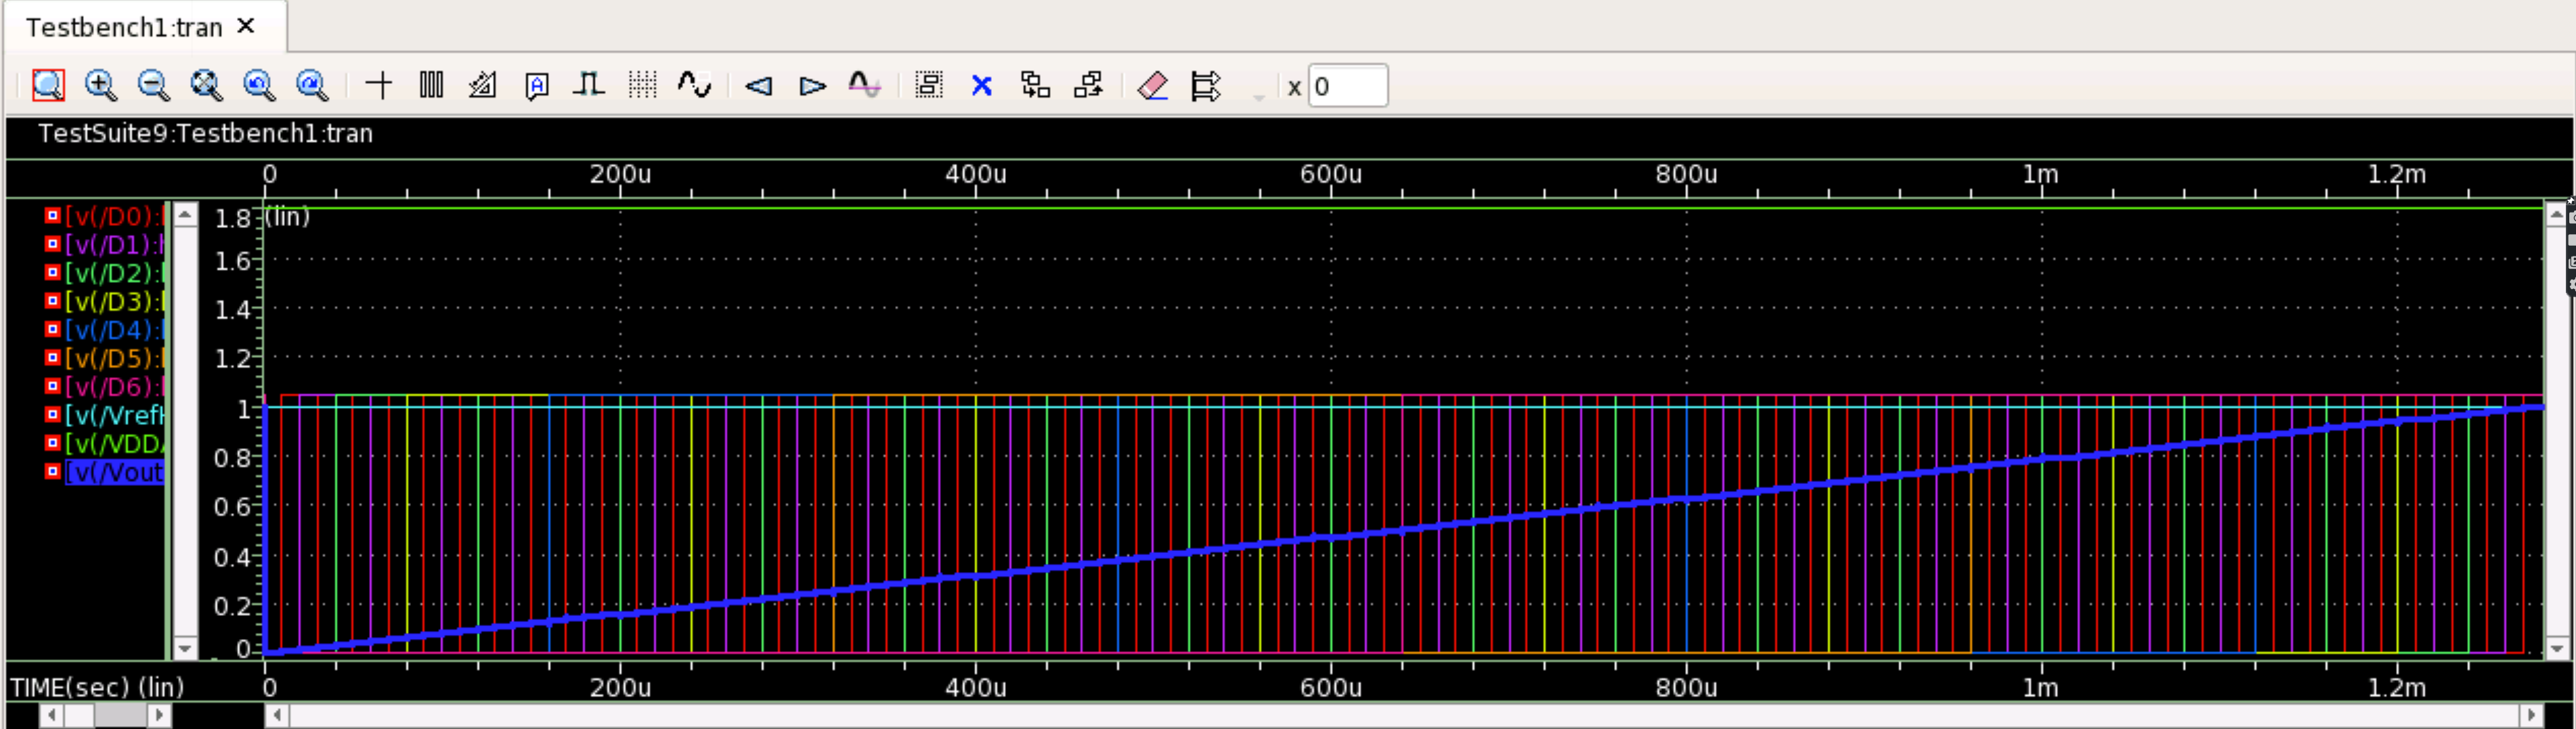 Testbench1:tran ✕
A x 0
TestSuite9:Testbench1:tran
0 200u 400u 600u 800u 1m 1.2m
(lin)
[v(/D0):
[v(/D1):
[v(/D2):
[v(/D3):
[v(/D4):
[v(/D5):
[v(/D6):
[v(/Vref
[v(/VDD
[v(/Vout
1.8
1.6
1.4
1.2
1
0.8
0.6
0.4
0.2
0
TIME(sec) (lin) 0 200u 400u 600u 800u 1m 1.2m